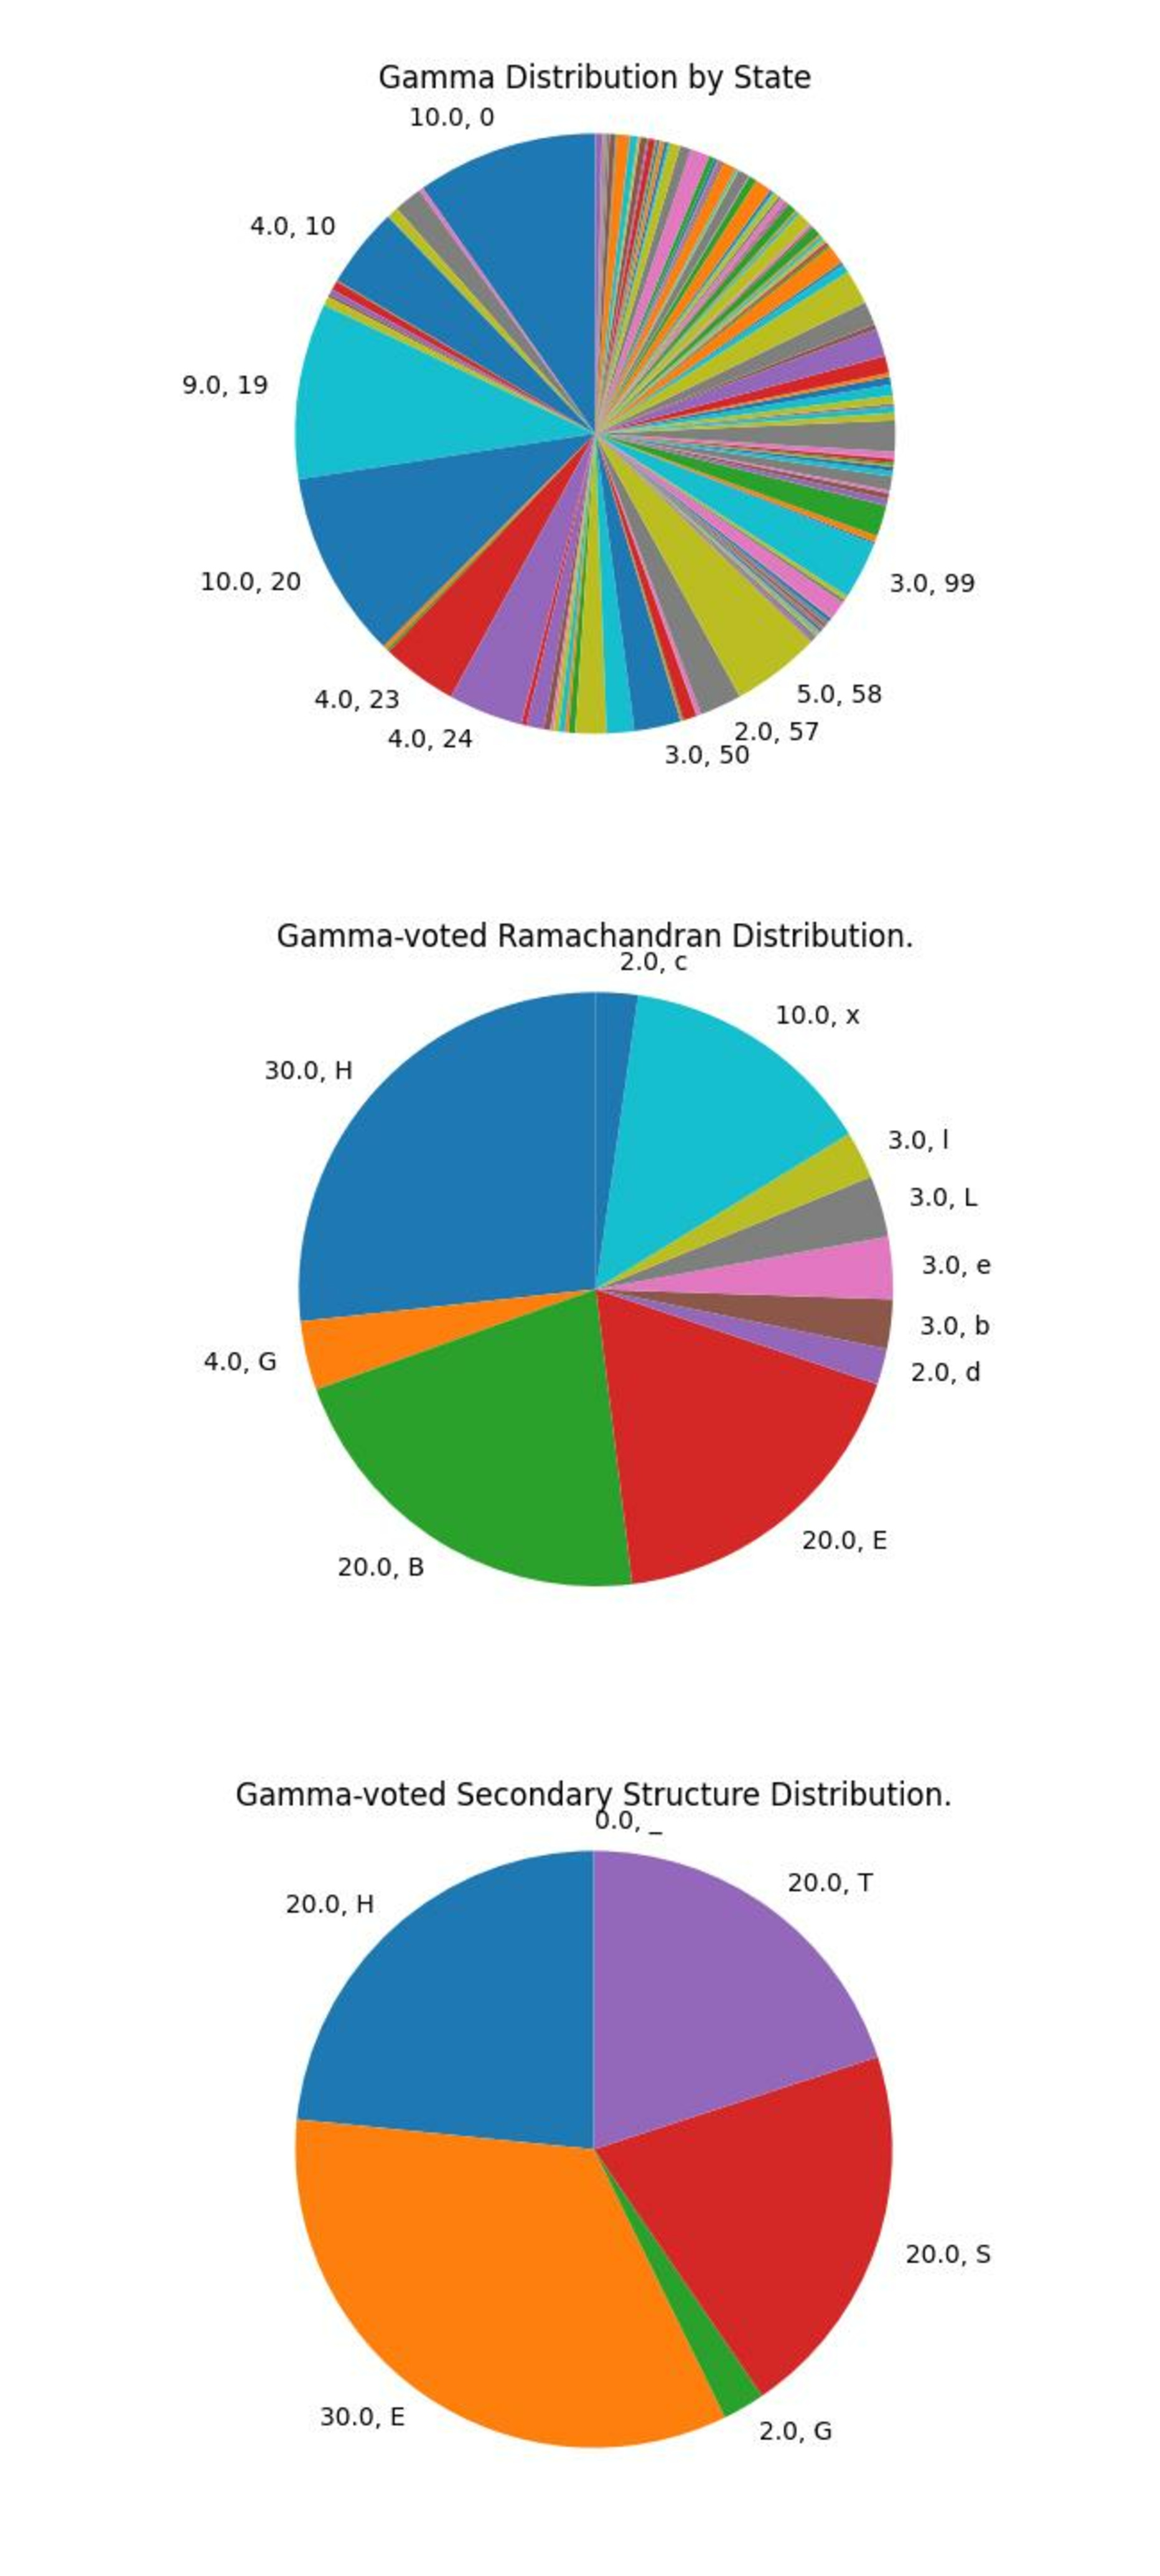 Gamma Distribution by State
10.0, 0
4.0, 10
9.0, 19
10.0, 20
3.0, 99
5.0, 58
4.0, 23
2.0, 57
4.0, 24
3.0, 50
Gamma-voted Ramachandran Distribution.
2.0, c
10.0, x
30.0, H
3.0, l
3.0, L
3.0, e
3.0, b
4.0, G
2.0, d
20.0, E
20.0, B
Gamma-voted Secondary Structure Distribution.
0.0, _
20.0, T
20.0, H
20.0, S
30.0, E
2.0, G